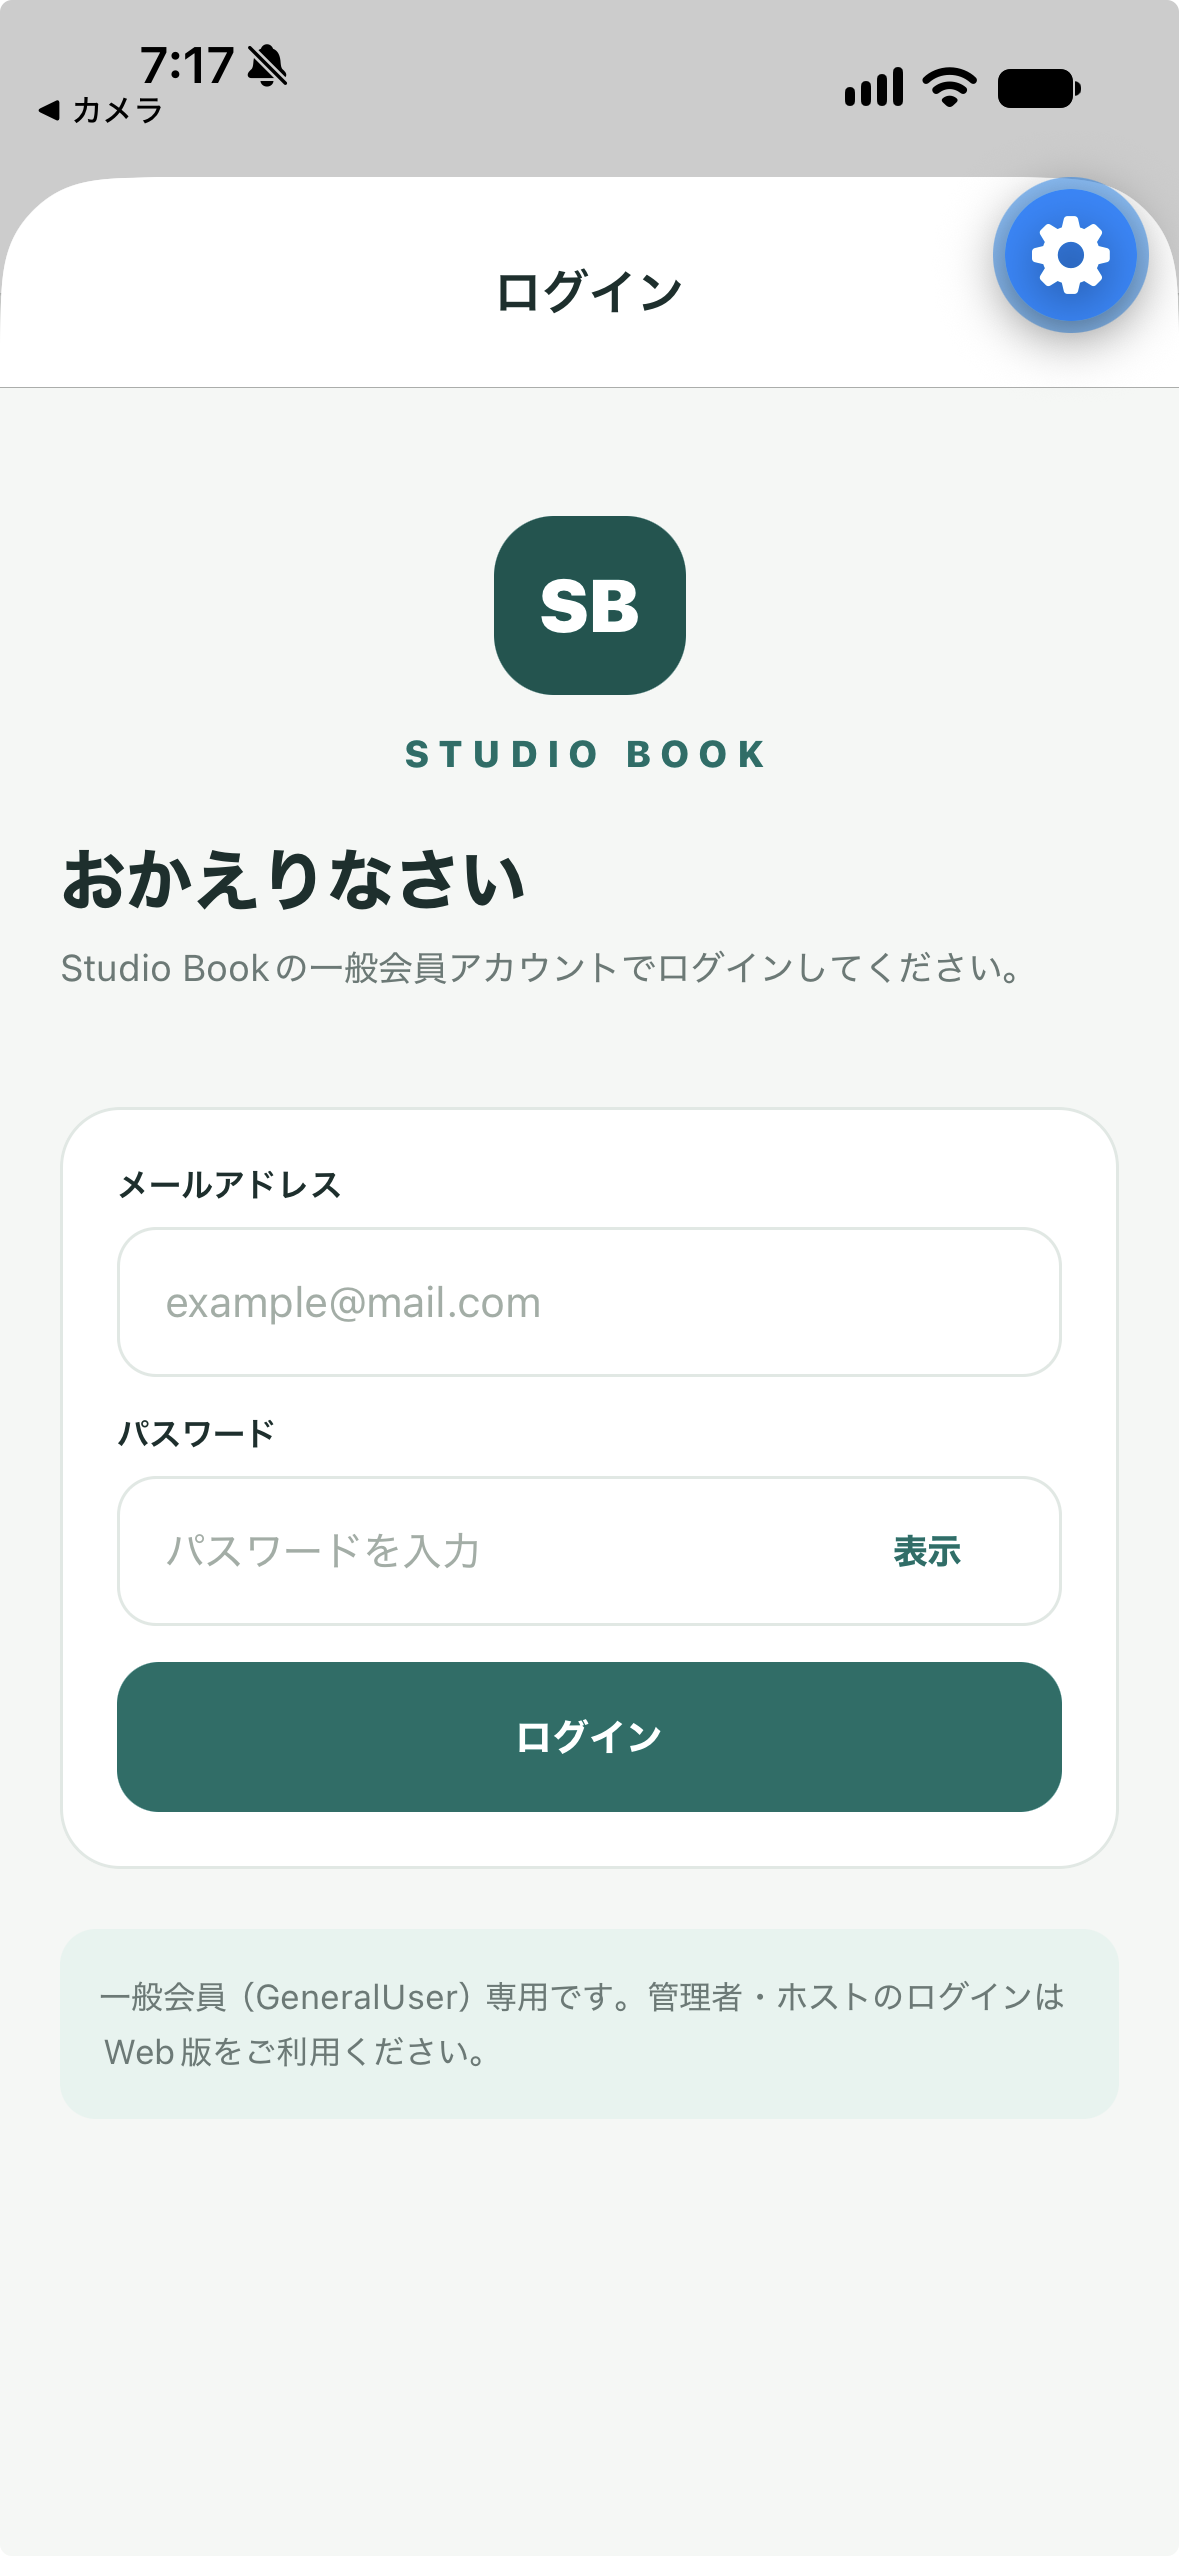 7:17
カメラ
ログイン
SB
STUDIO BOOK
おかえりなさい
Studio Bookの一般会員アカウントでログインしてください。
メールアドレス
example@mail.com
パスワード
パスワードを入力
表示
ログイン
一般会員（GeneralUser）専用です。管理者・ホストのログインは
Web版をご利用ください。